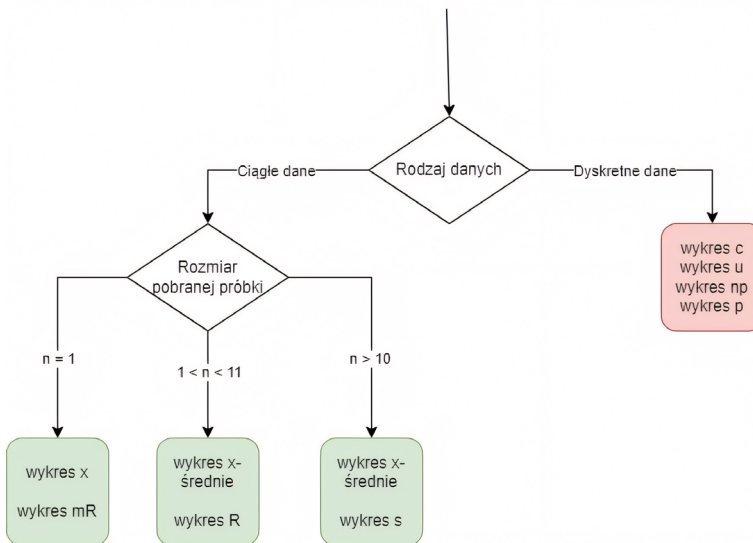 Rodzaj danych
Ciągłe dane
Dyskretne dane
wykres c
wykres u
wykres np
wykres p
Rozmiar
pobranej próbki
n = 1
1 < n < 11
n > 10
wykres x
wykres mR
wykres x-
średnie
wykres R
wykres x-
średnie
wykres s